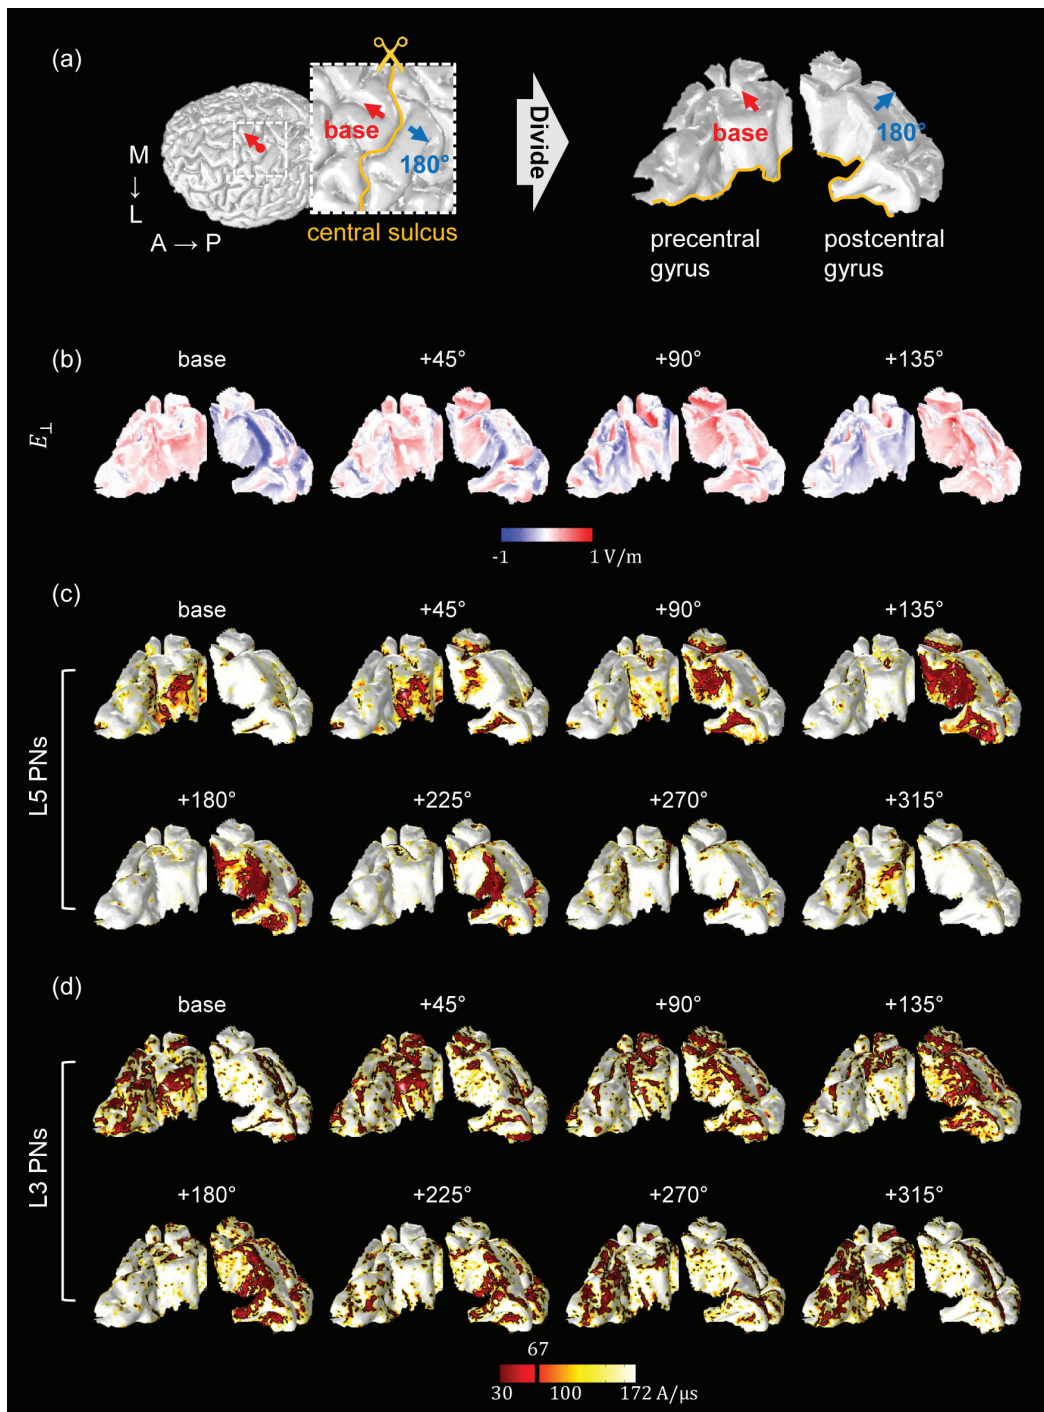 (a)
base
180°
M
↓
L
A → P
central sulcus
Divide
base
180°
precentral
gyrus
postcentral
gyrus
(b)
base
+45°
+90°
+135°
E⊥
-1
1 V/m
(c)
base
+45°
+90°
+135°
L5 PNs
+180°
+225°
+270°
+315°
(d)
base
+45°
+90°
+135°
L3 PNs
+180°
+225°
+270°
+315°
67
30
100
172 A/μs